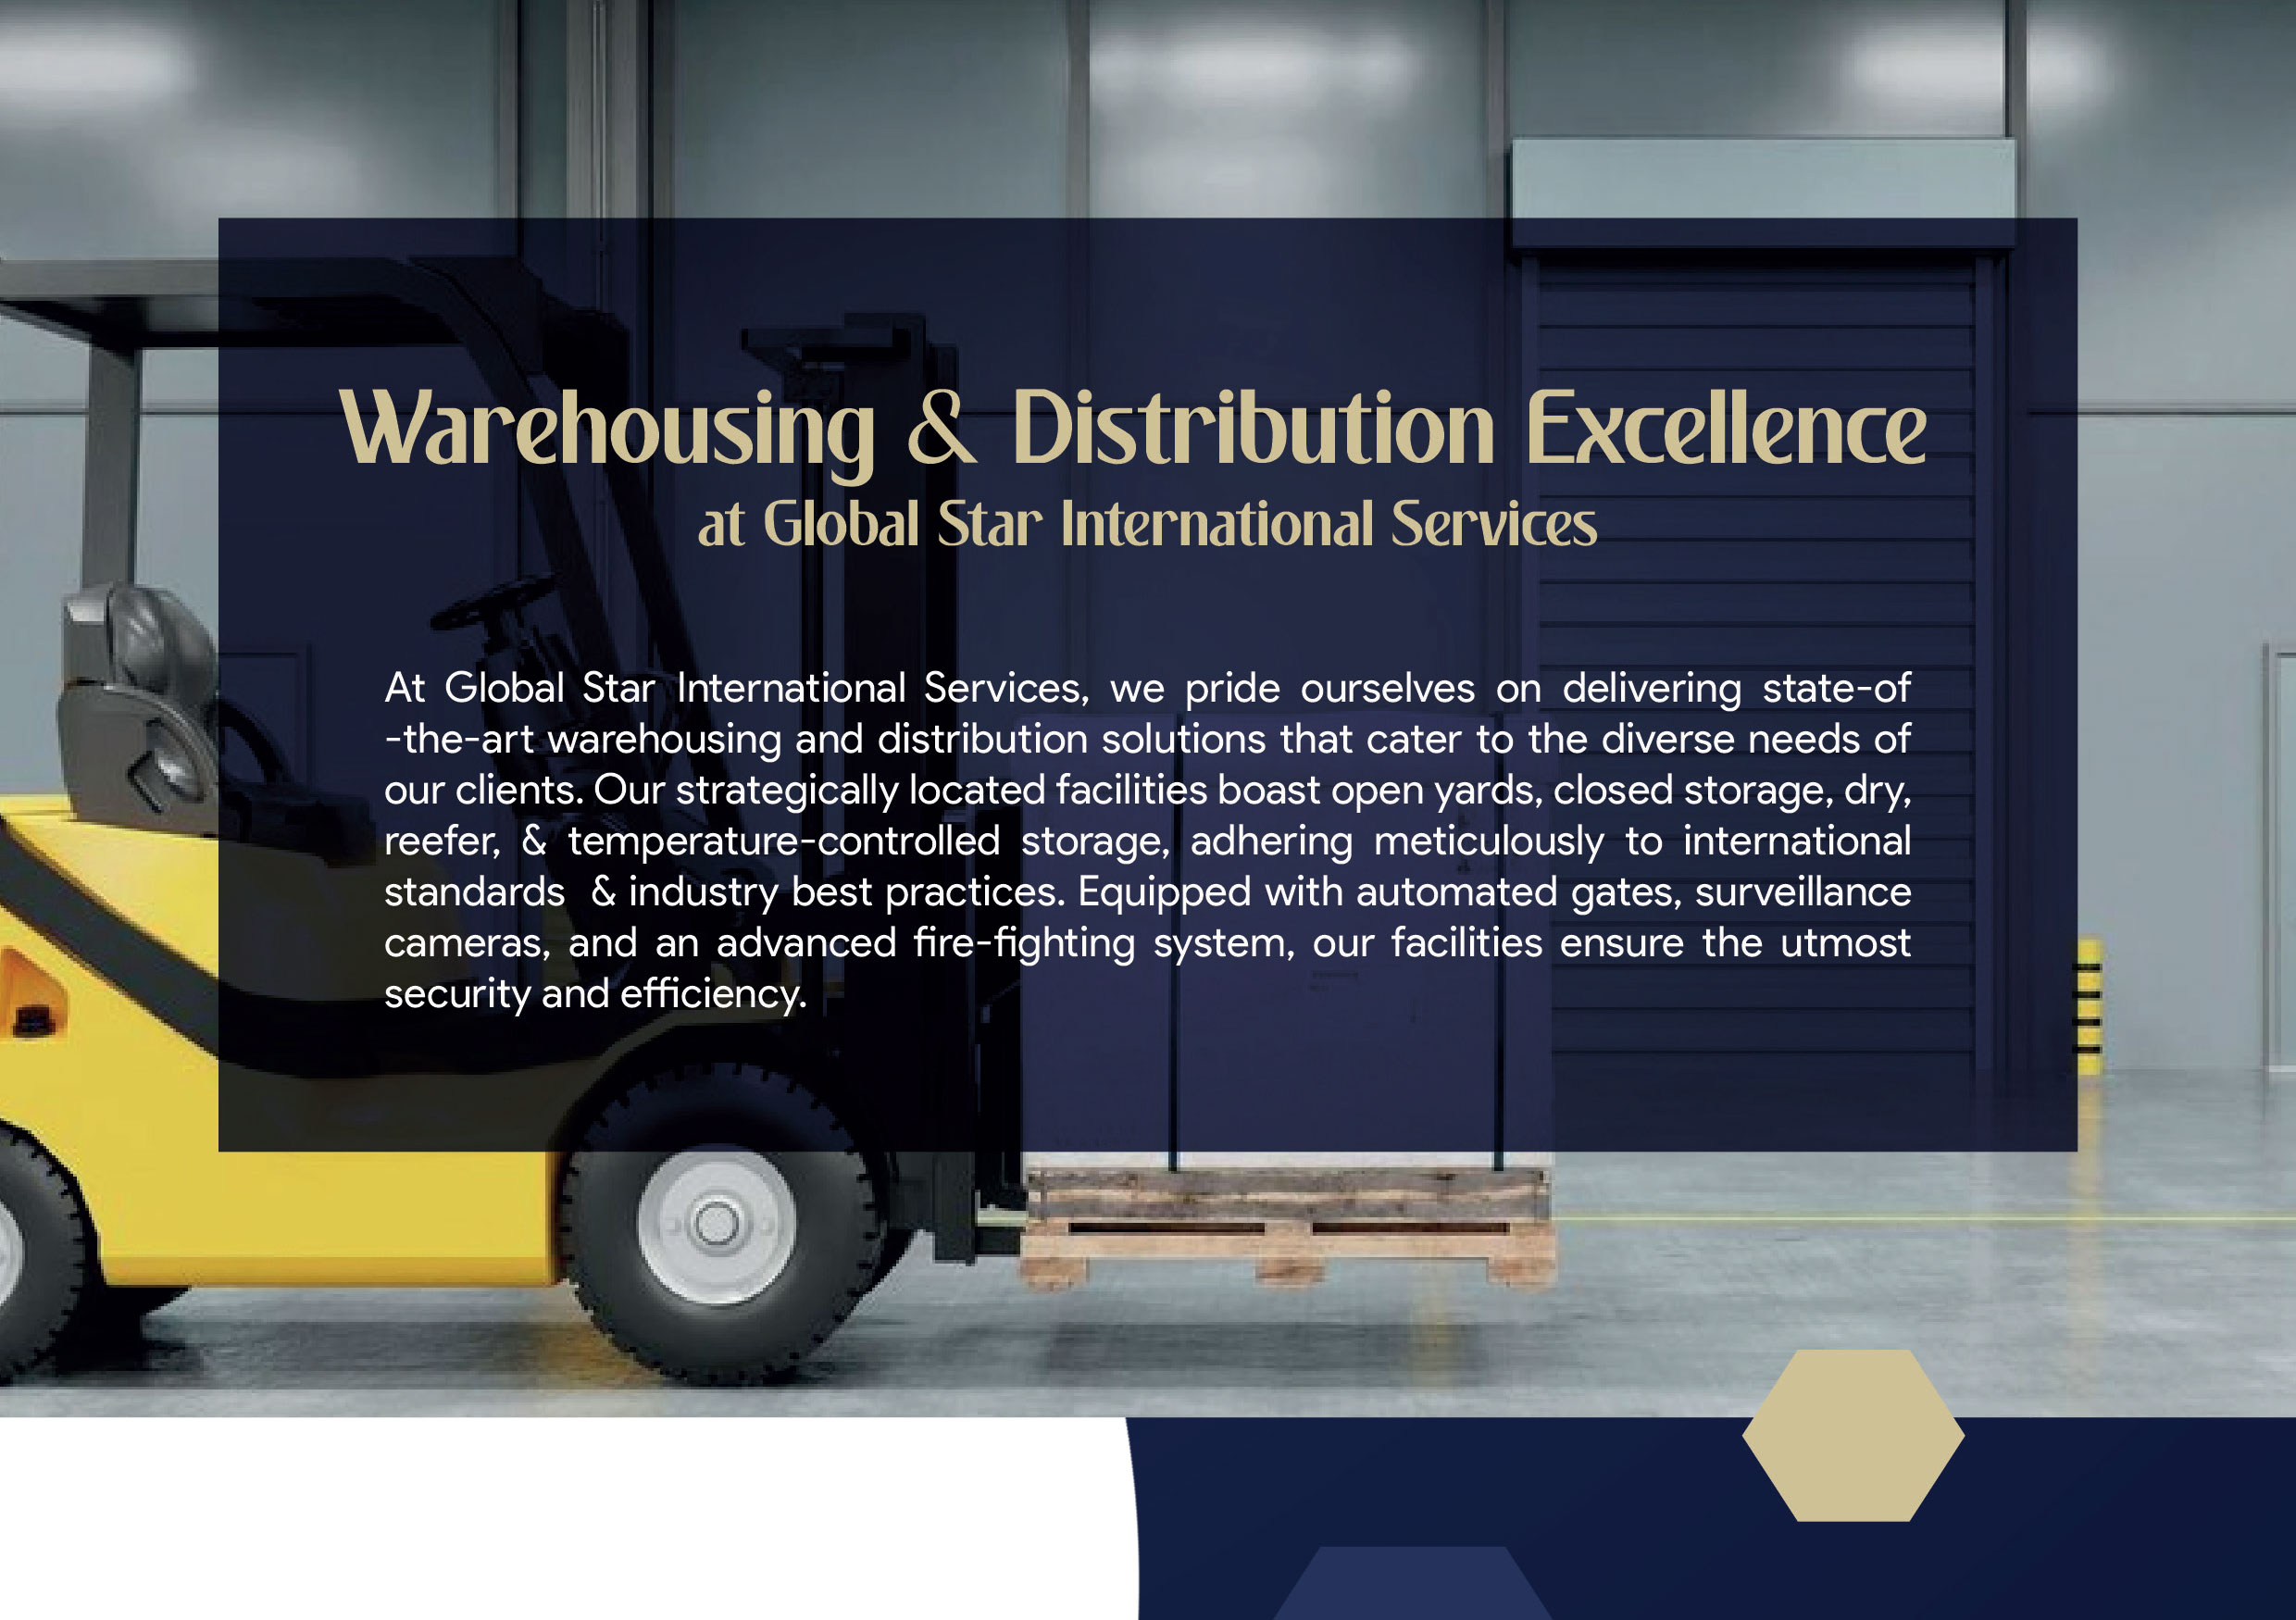 Warehousing & Distribution Excellence
at Global Star International Services
At Global Star International Services, we pride ourselves on delivering state-of
-the-art warehousing and distribution solutions that cater to the diverse needs of
our clients. Our strategically located facilities boast open yards, closed storage, dry,
reefer, & temperature-controlled storage, adhering meticulously to international
standards  & industry best practices. Equipped with automated gates, surveillance
cameras, and an advanced fire-fighting system, our facilities ensure the utmost
security and efficiency.